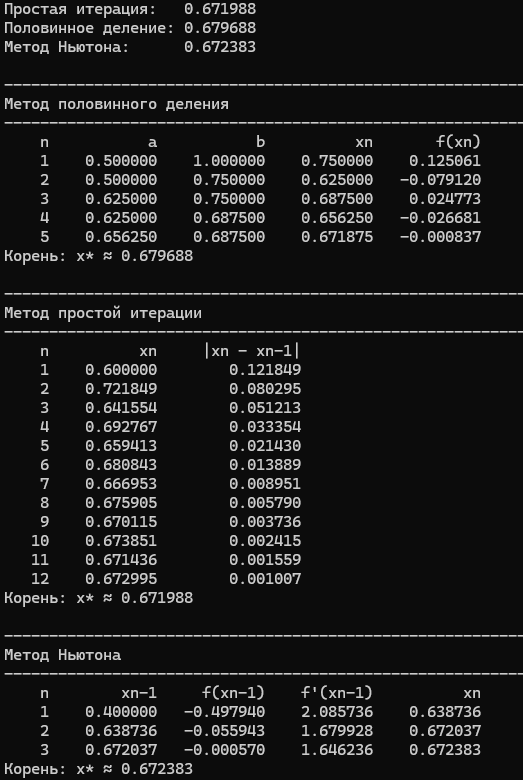 Простая итерация:   0.671988
Половинное деление: 0.679688
Метод Ньютона:      0.672383
----------------------------------------------------------
Метод половинного деления
----------------------------------------------------------
    n           a           b          xn       f(xn)
    1    0.500000    1.000000    0.750000    0.125061
    2    0.500000    0.750000    0.625000   -0.079120
    3    0.625000    0.750000    0.687500    0.024773
    4    0.625000    0.687500    0.656250   -0.026681
    5    0.656250    0.687500    0.671875   -0.000837
Корень: x* ≈ 0.679688
----------------------------------------------------------
Метод простой итерации
----------------------------------------------------------
    n          xn     |xn - xn-1|
    1    0.600000        0.121849
    2    0.721849        0.080295
    3    0.641554        0.051213
    4    0.692767        0.033354
    5    0.659413        0.021430
    6    0.680843        0.013889
    7    0.666953        0.008951
    8    0.675905        0.005790
    9    0.670115        0.003736
   10    0.673851        0.002415
   11    0.671436        0.001559
   12    0.672995        0.001007
Корень: x* ≈ 0.671988
----------------------------------------------------------
Метод Ньютона
----------------------------------------------------------
    n        xn-1     f(xn-1)    f'(xn-1)          xn
    1    0.400000   -0.497940    2.085736    0.638736
    2    0.638736   -0.055943    1.679928    0.672037
    3    0.672037   -0.000570    1.646236    0.672383
Корень: x* ≈ 0.672383